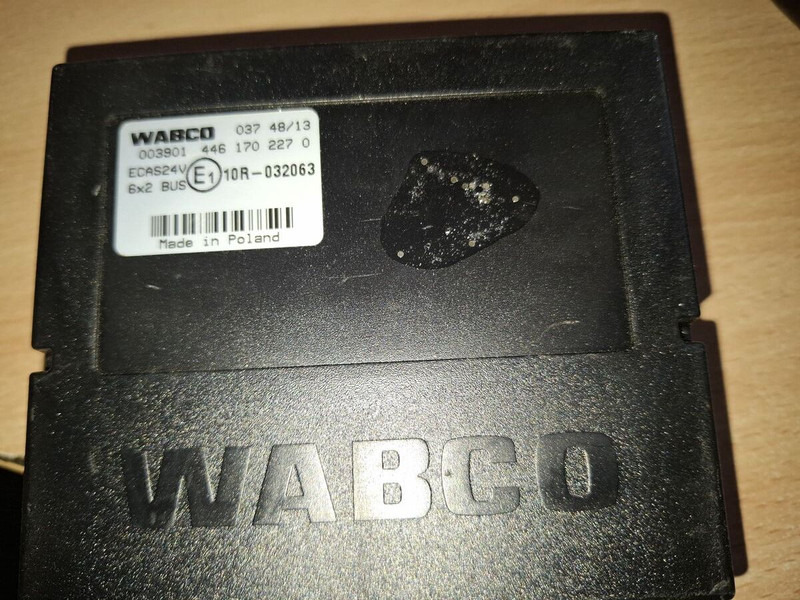 WABCO 037 48/13
003901 446 170 227 0
ECAS24V
6x2 BUS E1 10R-032063
Made in Poland
WABCO